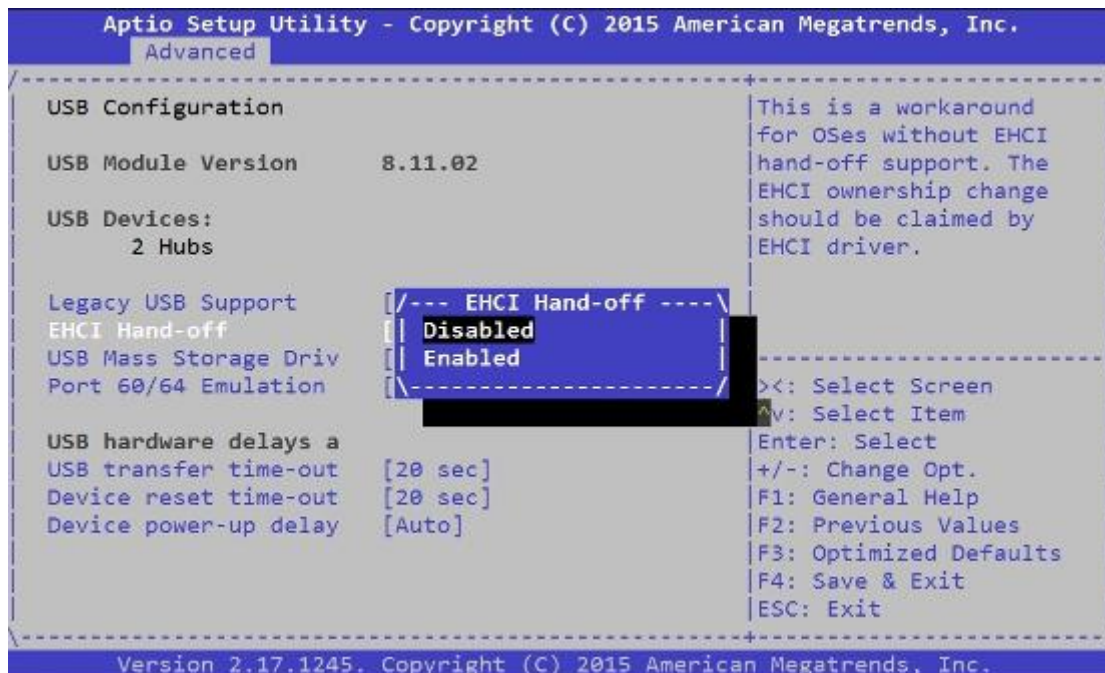 Aptio Setup Utility - Copyright (C) 2015 American Megatrends, Inc.
Advanced
USB Configuration
USB Module Version 8.11.02
USB Devices:
2 Hubs
Legacy USB Support [
EHCI Hand-off [
USB Mass Storage Driv [
Port 60/64 Emulation [
/--- EHCI Hand-off ----\
Disabled
Enabled
USB hardware delays a
USB transfer time-out [20 sec]
Device reset time-out [20 sec]
Device power-up delay [Auto]
This is a workaround
for OSes without EHCI
hand-off support. The
EHCI ownership change
should be claimed by
EHCI driver.
><: Select Screen
^v: Select Item
Enter: Select
+/-: Change Opt.
F1: General Help
F2: Previous Values
F3: Optimized Defaults
F4: Save & Exit
ESC: Exit
Version 2.17.1245. Copyright (C) 2015 American Megatrends, Inc.